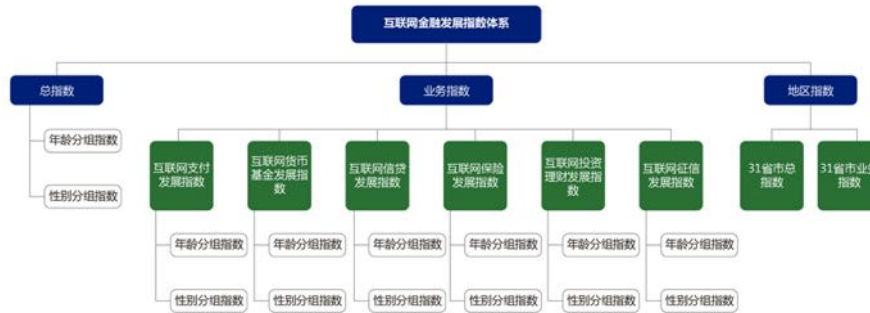 互联网金融发展指数体系
总指数
业务指数
地区指数
年龄分组指数
性别分组指数
互联网支付
发展指数
互联网货币
基金发展指
数
互联网信贷
发展指数
互联网保险
发展指数
互联网投资
理财发展指
数
互联网征信
发展指数
31省市总
指数
31省市业
指数
年龄分组指数
年龄分组指数
年龄分组指数
年龄分组指数
年龄分组指数
年龄分组指数
性别分组指数
性别分组指数
性别分组指数
性别分组指数
性别分组指数
性别分组指数